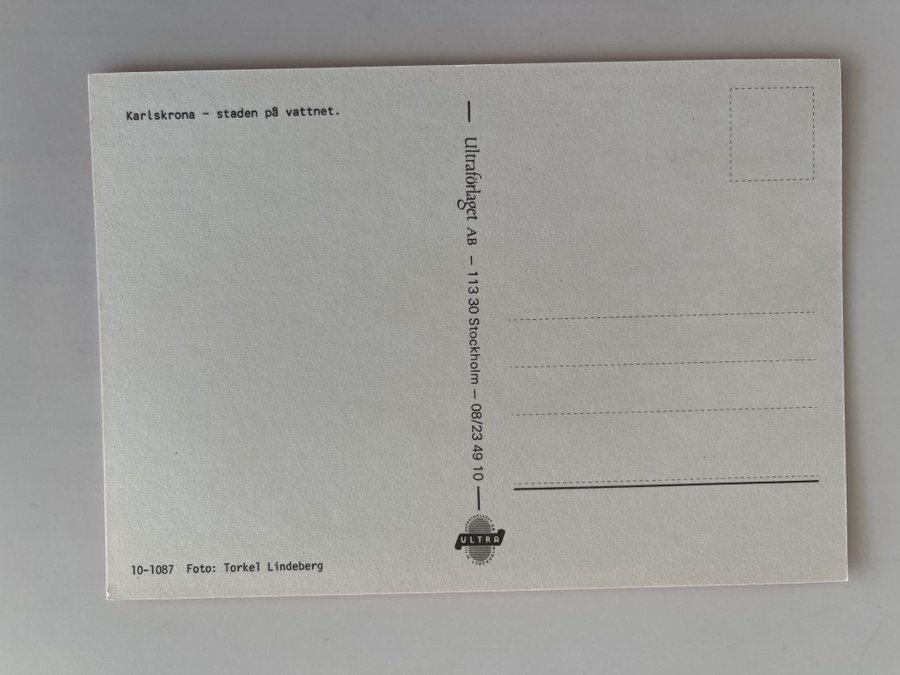 Karlskrona - staden på vattnet.
Ultraförlaget AB - 113 30 Stockholm - 08/23 49 10
ULTRA
10-1087 Foto: Torkel Lindeberg